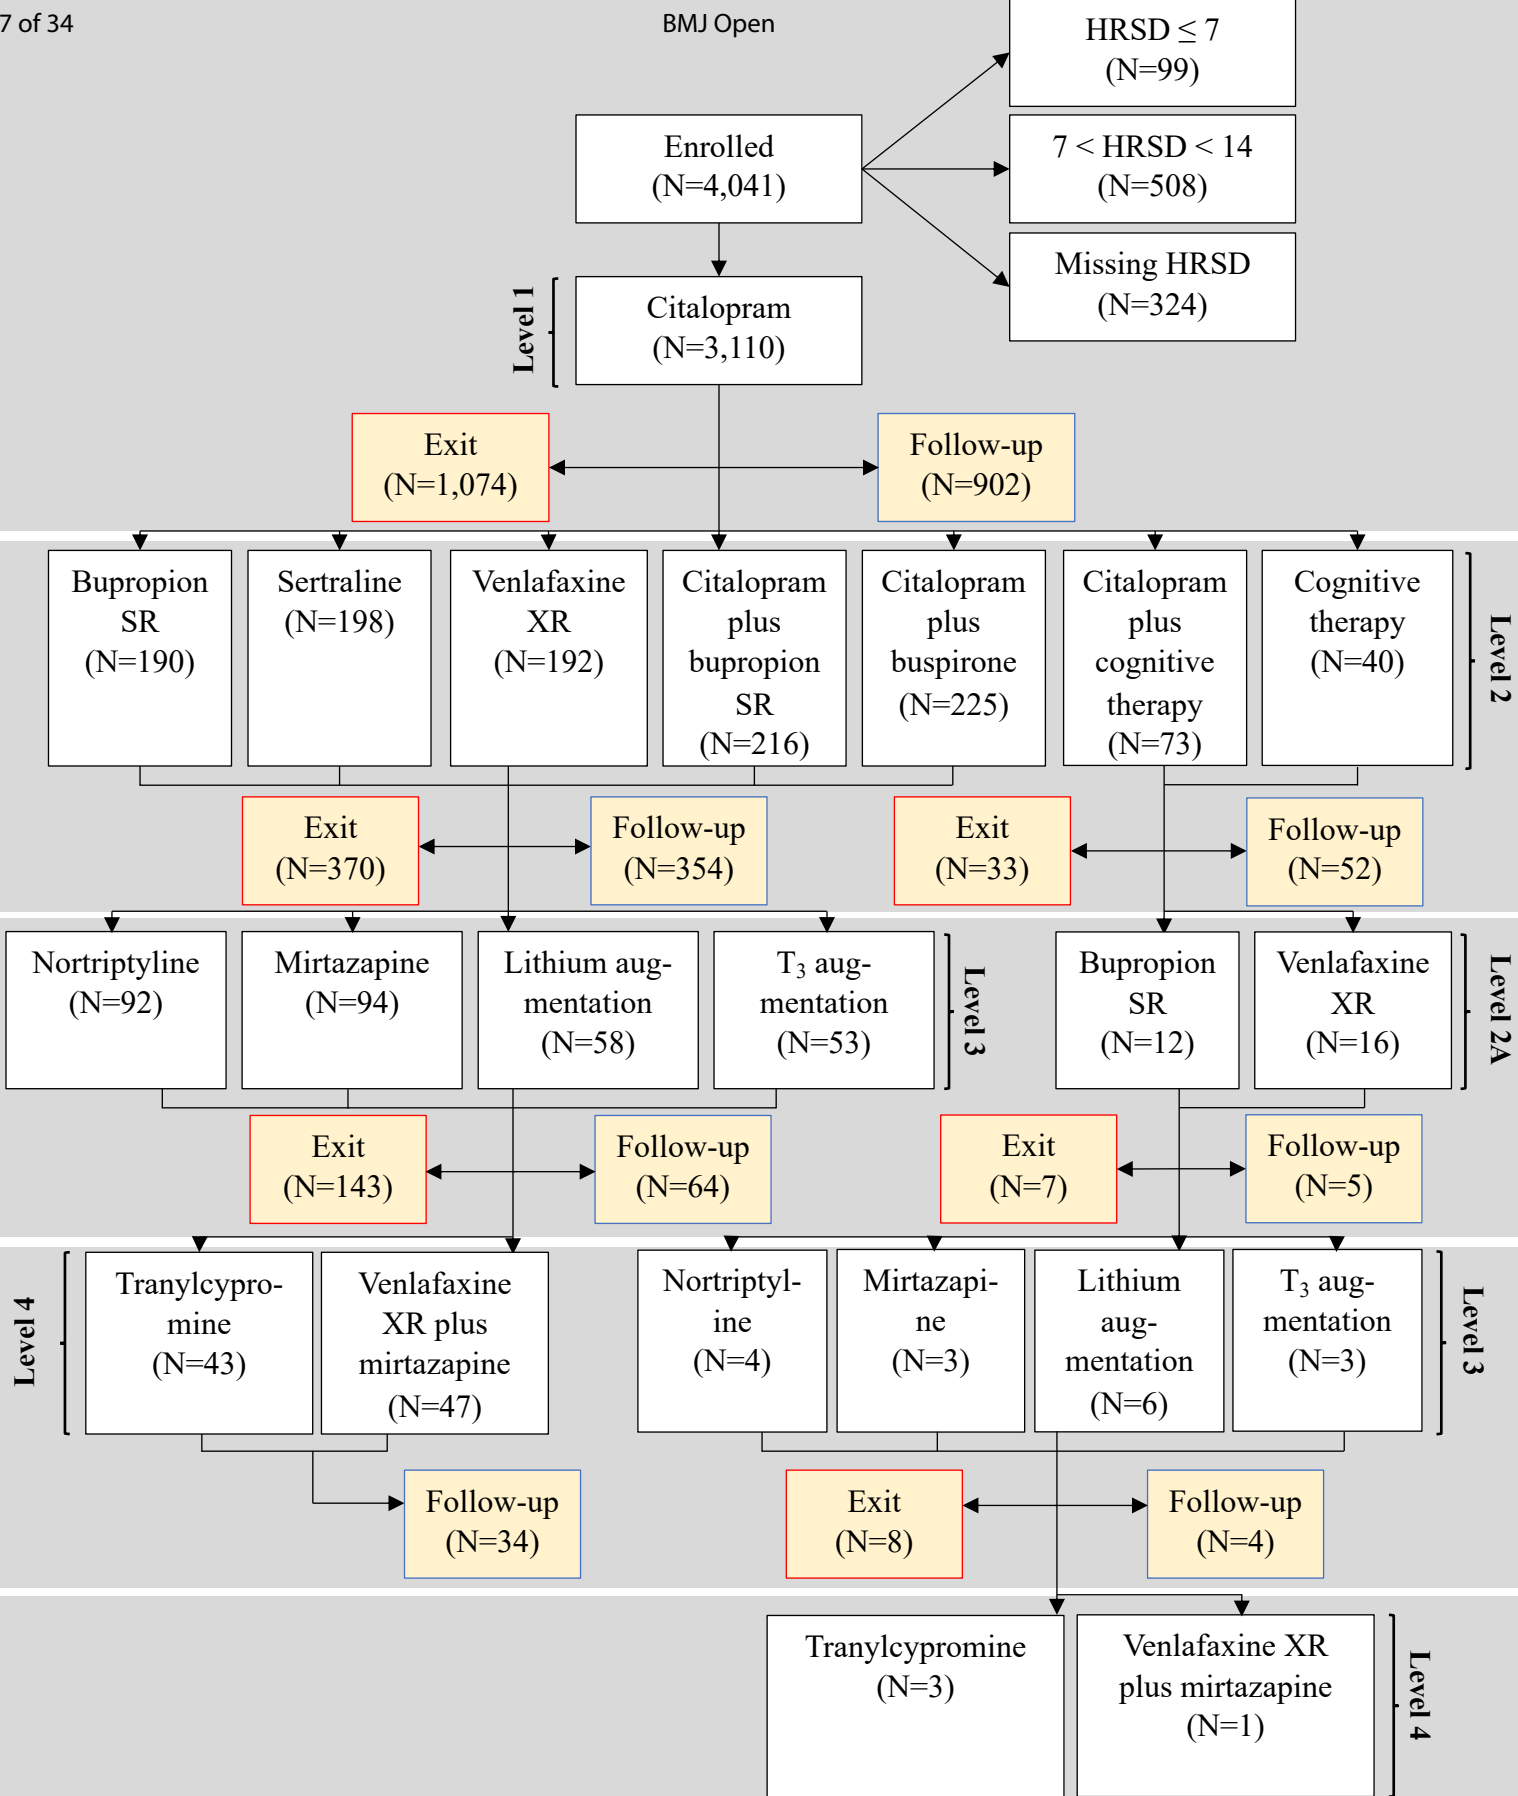 7 of 34
BMJ Open
HRSD ≤ 7
(N=99)
Enrolled
(N=4,041)
7 < HRSD < 14
(N=508)
Missing HRSD
(N=324)
Level 1
Citalopram
(N=3,110)
Exit
(N=1,074)
Follow-up
(N=902)
Bupropion
SR
(N=190)
Sertraline
(N=198)
Venlafaxine
XR
(N=192)
Citalopram
plus
bupropion
SR
(N=216)
Citalopram
plus
buspirone
(N=225)
Citalopram
plus
cognitive
therapy
(N=73)
Cognitive
therapy
(N=40)
Level 2
Exit
(N=370)
Follow-up
(N=354)
Exit
(N=33)
Follow-up
(N=52)
Nortriptyline
(N=92)
Mirtazapine
(N=94)
Lithium aug-
mentation
(N=58)
T₃ aug-
mentation
(N=53)
Level 3
Bupropion
SR
(N=12)
Venlafaxine
XR
(N=16)
Level 2A
Exit
(N=143)
Follow-up
(N=64)
Exit
(N=7)
Follow-up
(N=5)
Level 4
Tranylcypro-
mine
(N=43)
Venlafaxine
XR plus
mirtazapine
(N=47)
Nortriptyl-
ine
(N=4)
Mirtazapi-
ne
(N=3)
Lithium
aug-
mentation
(N=6)
T₃ aug-
mentation
(N=3)
Level 3
Follow-up
(N=34)
Exit
(N=8)
Follow-up
(N=4)
Tranylcypromine
(N=3)
Venlafaxine XR
plus mirtazapine
(N=1)
Level 4